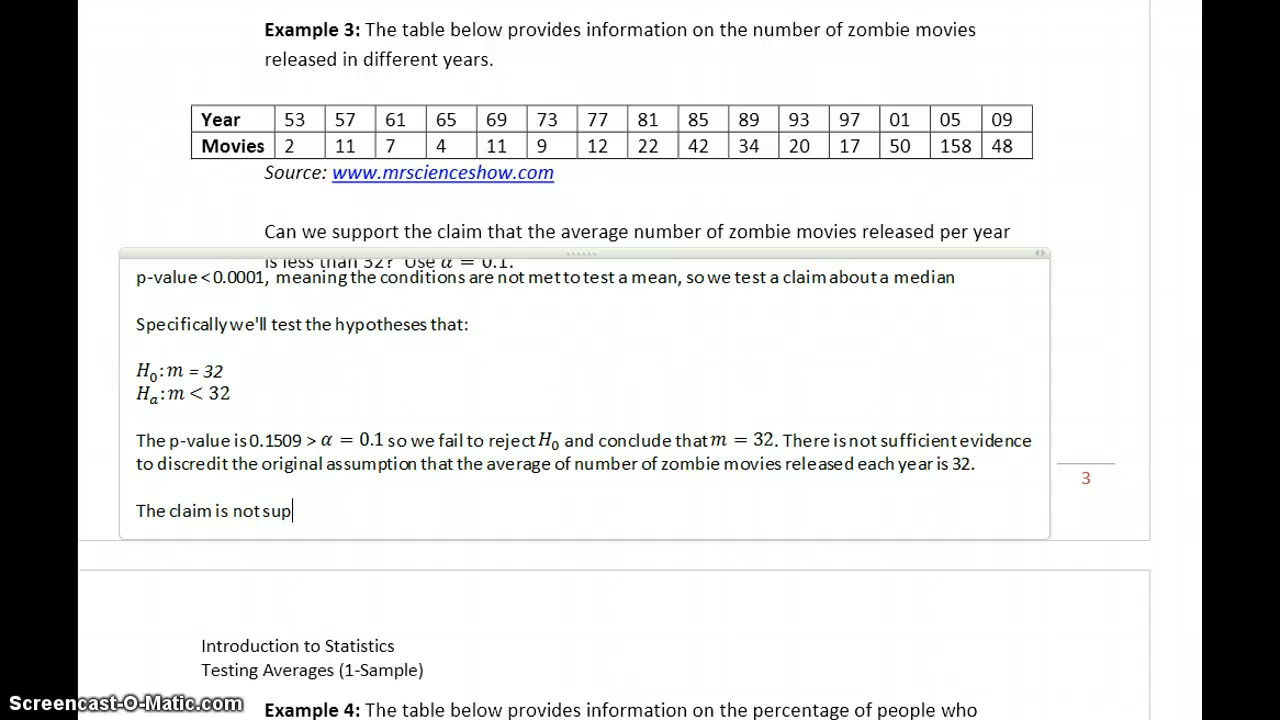 Example 3: The table below provides information on the number of zombie movies
released in different years.
Year 53 57 61 65 69 73 77 81 85 89 93 97 01 05 09
Movies 2 11 7 4 11 9 12 22 42 34 20 17 50 158 48
Source: www.mrscienceshow.com
Can we support the claim that the average number of zombie movies released per year
is less than 32? Use α = 0.1.
p-value < 0.0001, meaning the conditions are not met to test a mean, so we test a claim about a median
Specifically we'll test the hypotheses that:
H₀: m = 32
Hₐ: m < 32
The p-value is 0.1509 > α = 0.1 so we fail to reject H₀ and conclude that m = 32. There is not sufficient evidence
to discredit the original assumption that the average of number of zombie movies released each year is 32.
3
The claim is not sup
Introduction to Statistics
Testing Averages (1-Sample)
Example 4: The table below provides information on the percentage of people who
Screencast-O-Matic.com